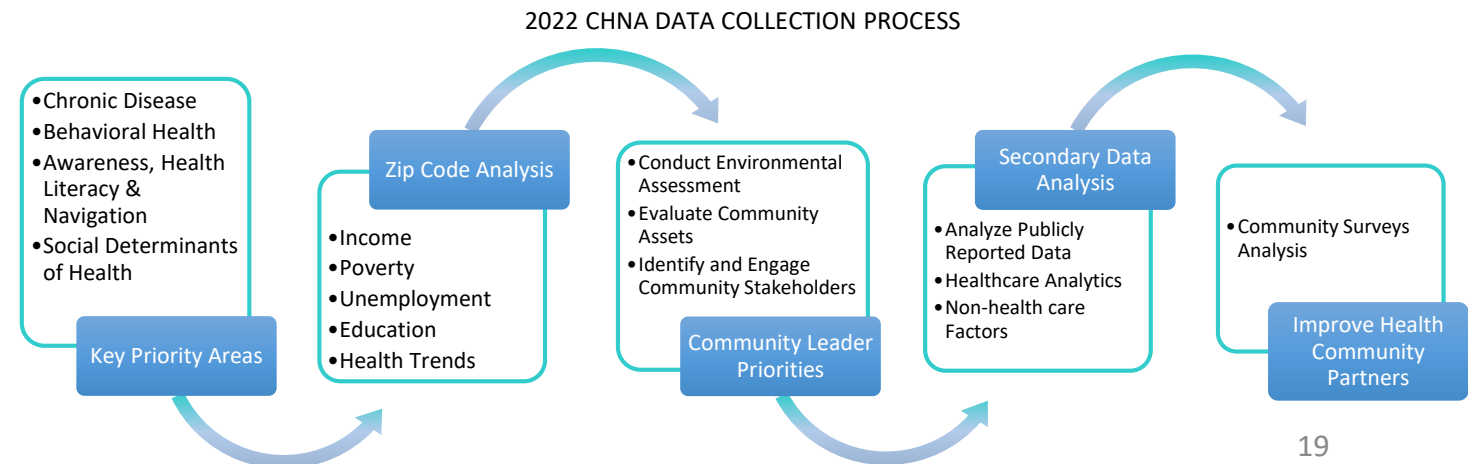 2022 CHNA DATA COLLECTION PROCESS
•Chronic Disease
•Behavioral Health
•Awareness, Health
Literacy &
Navigation
•Social Determinants
of Health
Key Priority Areas
Zip Code Analysis
•Income
•Poverty
•Unemployment
•Education
•Health Trends
•Conduct Environmental
Assessment
•Evaluate Community
Assets
•Identify and Engage
Community Stakeholders
Community Leader
Priorities
Secondary Data
Analysis
•Analyze Publicly
Reported Data
•Healthcare Analytics
•Non-health care
Factors
•Community Surveys
Analysis
Improve Health
Community
Partners
19